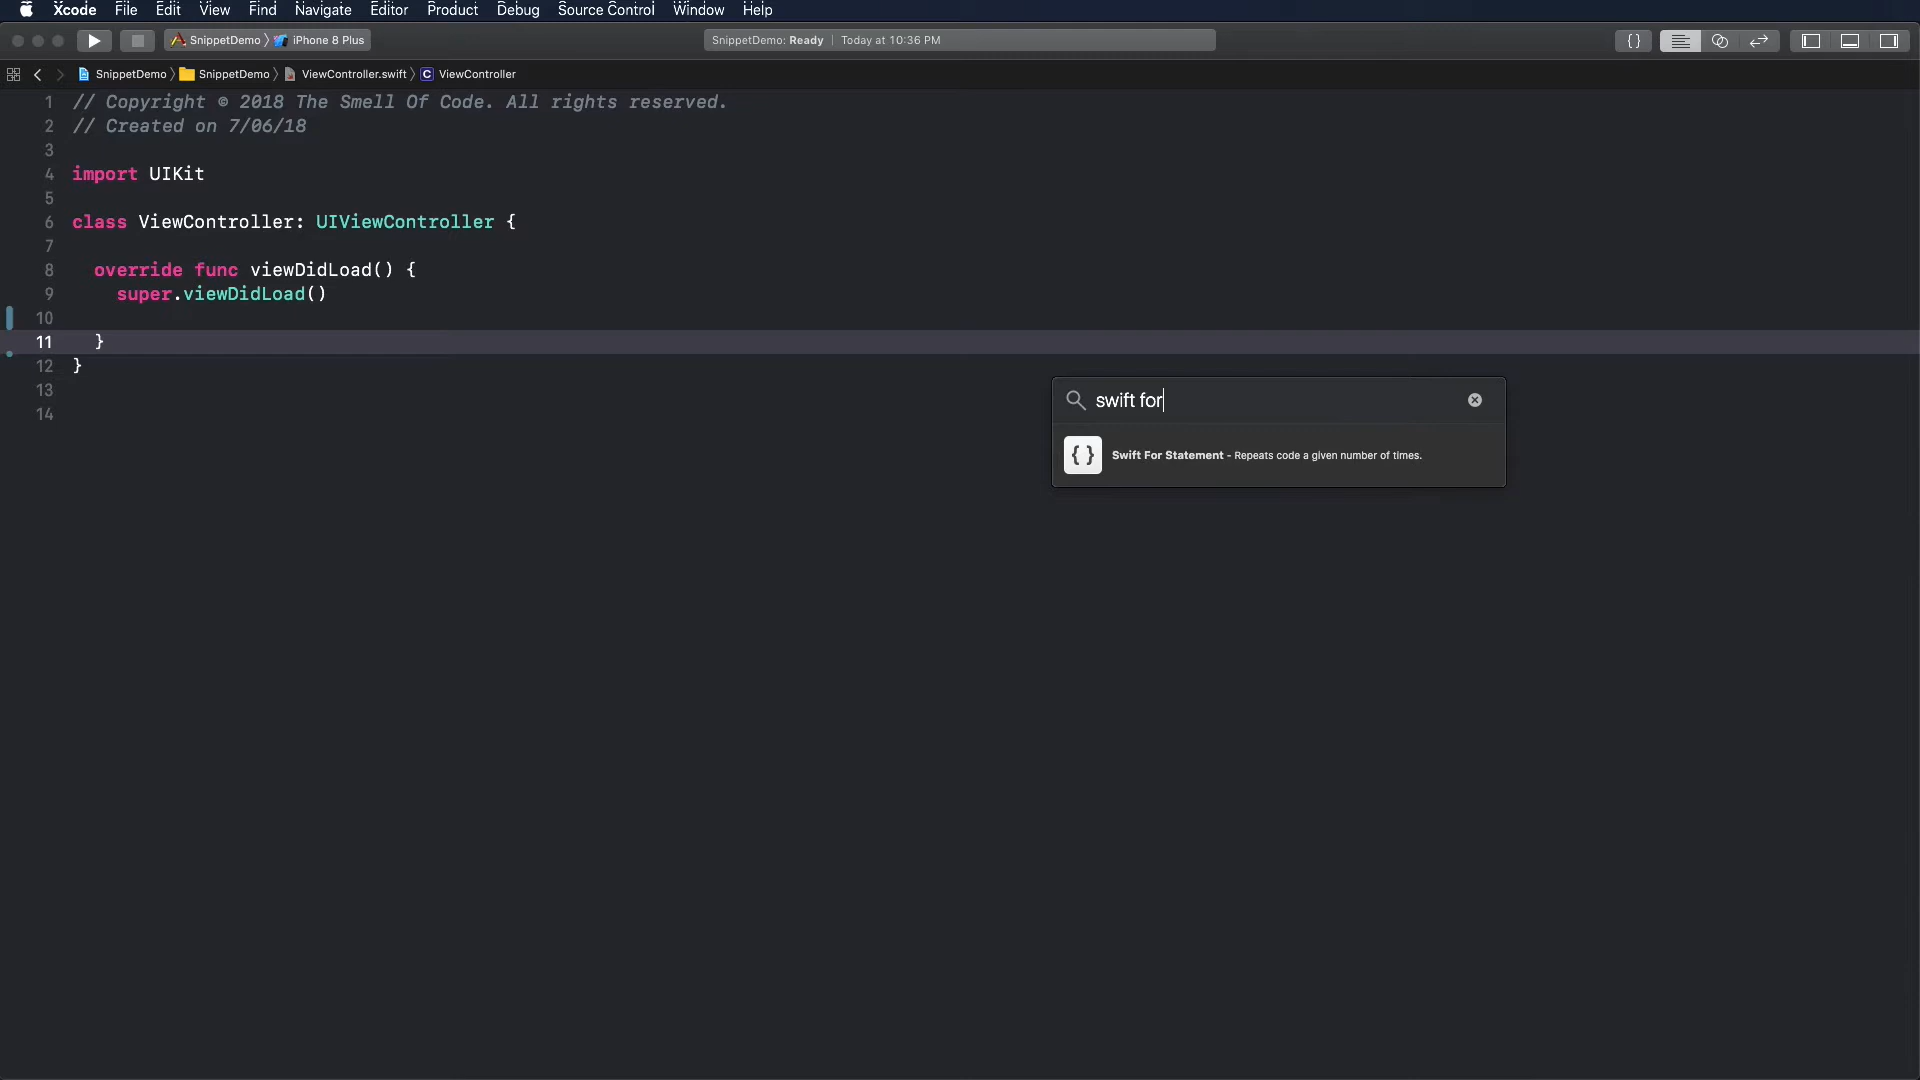 Xcode File Edit View Find Navigate Editor Product Debug Source Control Window Help
SnippetDemo iPhone 8 Plus SnippetDemo: Ready | Today at 10:36 PM {}
SnippetDemo SnippetDemo ViewController.swift C ViewController
1 // Copyright © 2018 The Smell Of Code. All rights reserved.
2 // Created on 7/06/18
3
4 import UIKit
5
6 class ViewController: UIViewController {
7
8 override func viewDidLoad() {
9 super.viewDidLoad()
10
11 }
12 }
13
14
swift for
{} Swift For Statement - Repeats code a given number of times.